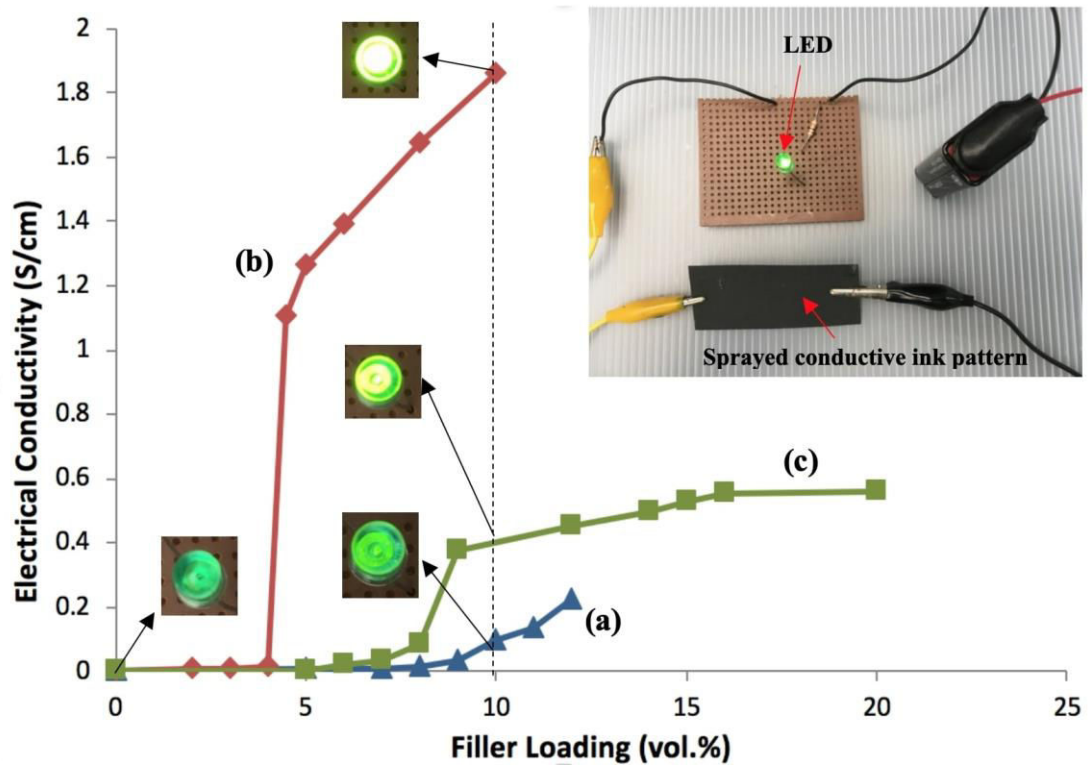 Electrical Conductivity (S/cm)
2
1.8
1.6
1.4
1.2
1
0.8
0.6
0.4
0.2
0
0
5
10
15
20
25
Filler Loading (vol.%)
(b)
(c)
(a)
LED
Sprayed conductive ink pattern